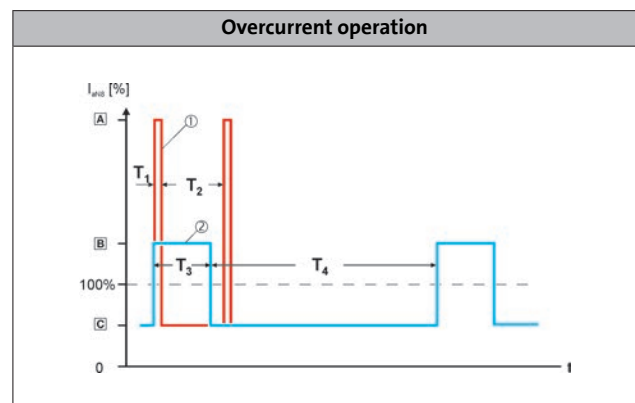 Overcurrent operation
I [%]
A
①
T₁
T₂
②
B
T₃
T₄
100%
C
0
t